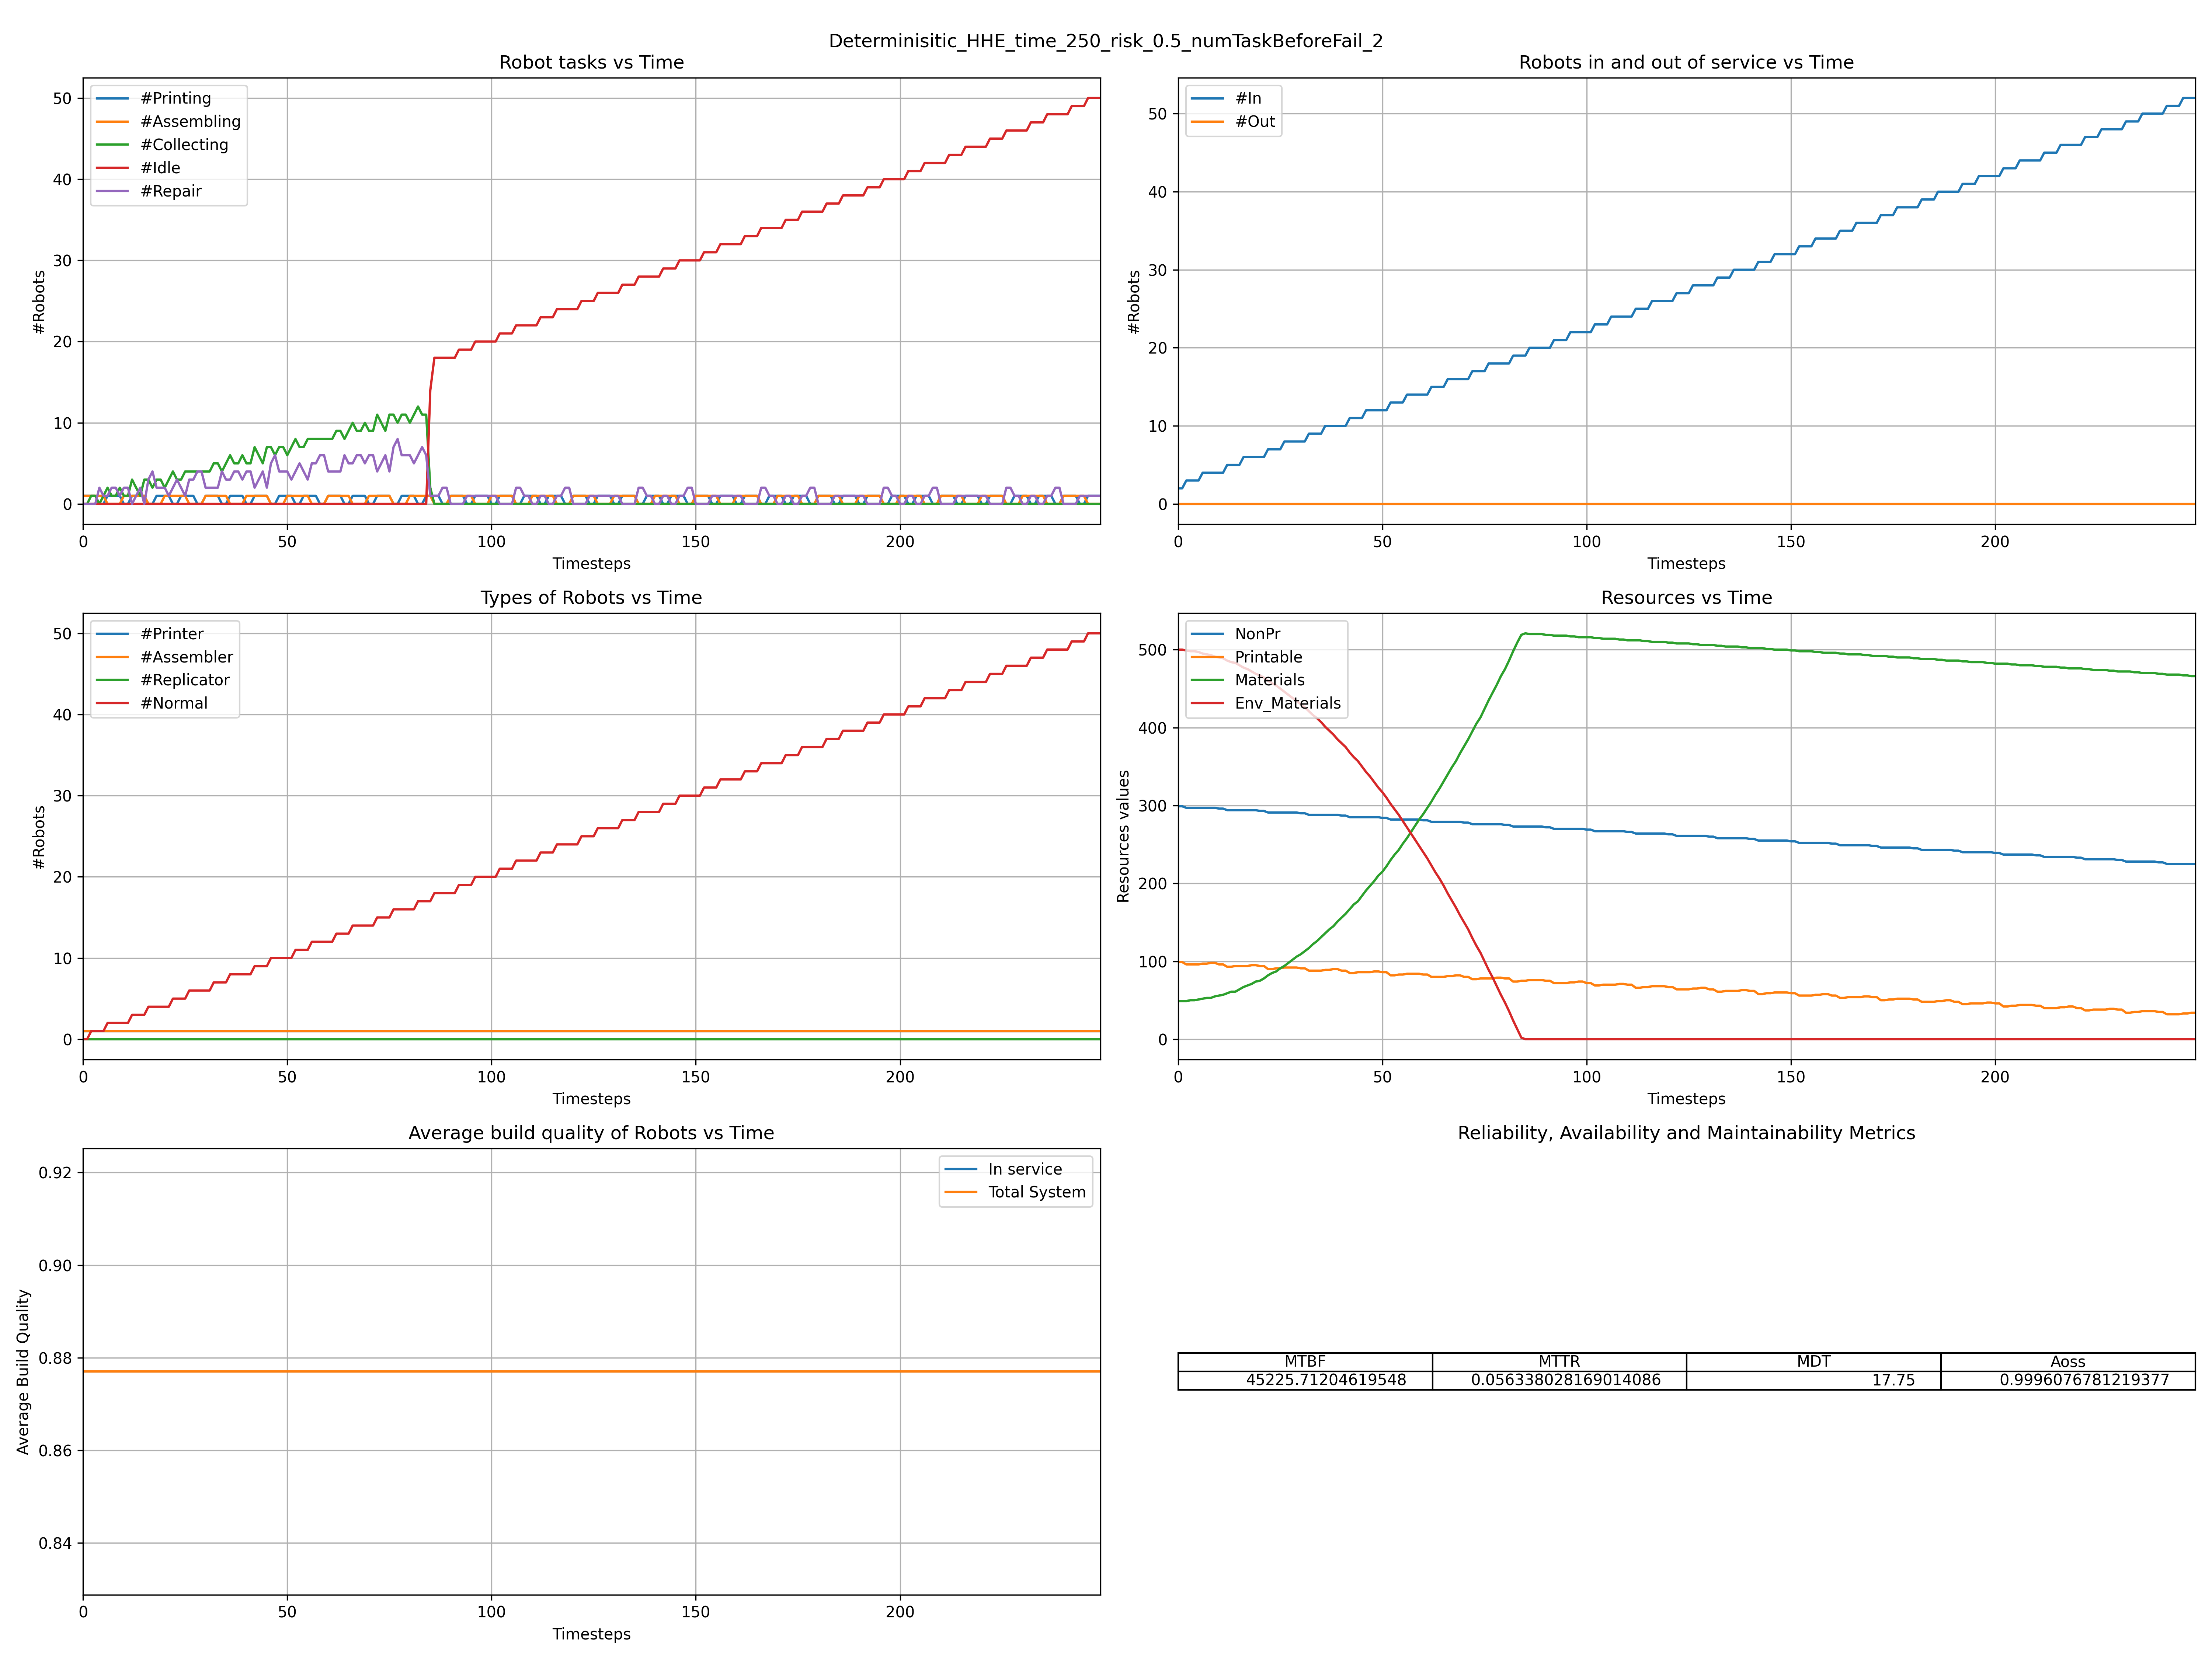 Determinisitic_HHE_time_250_risk_0.5_numTaskBeforeFail_2
Robot tasks vs Time
#Printing
#Assembling
#Collecting
#Idle
#Repair
50
40
30
20
10
0
#Robots
0 50 100 150 200
Timesteps
Robots in and out of service vs Time
#In
#Out
50
40
30
20
10
0
#Robots
0 50 100 150 200
Timesteps
Types of Robots vs Time
#Printer
#Assembler
#Replicator
#Normal
50
40
30
20
10
0
#Robots
0 50 100 150 200
Timesteps
Resources vs Time
NonPr
Printable
Materials
Env_Materials
500
400
300
200
100
0
Resources values
0 50 100 150 200
Timesteps
Average build quality of Robots vs Time
In service
Total System
0.92
0.90
0.88
0.86
0.84
Average Build Quality
0 50 100 150 200
Timesteps
Reliability, Availability and Maintainability Metrics
MTBF MTTR MDT Aoss
45225.71204619548 0.056338028169014086 17.75 0.9996076781219377